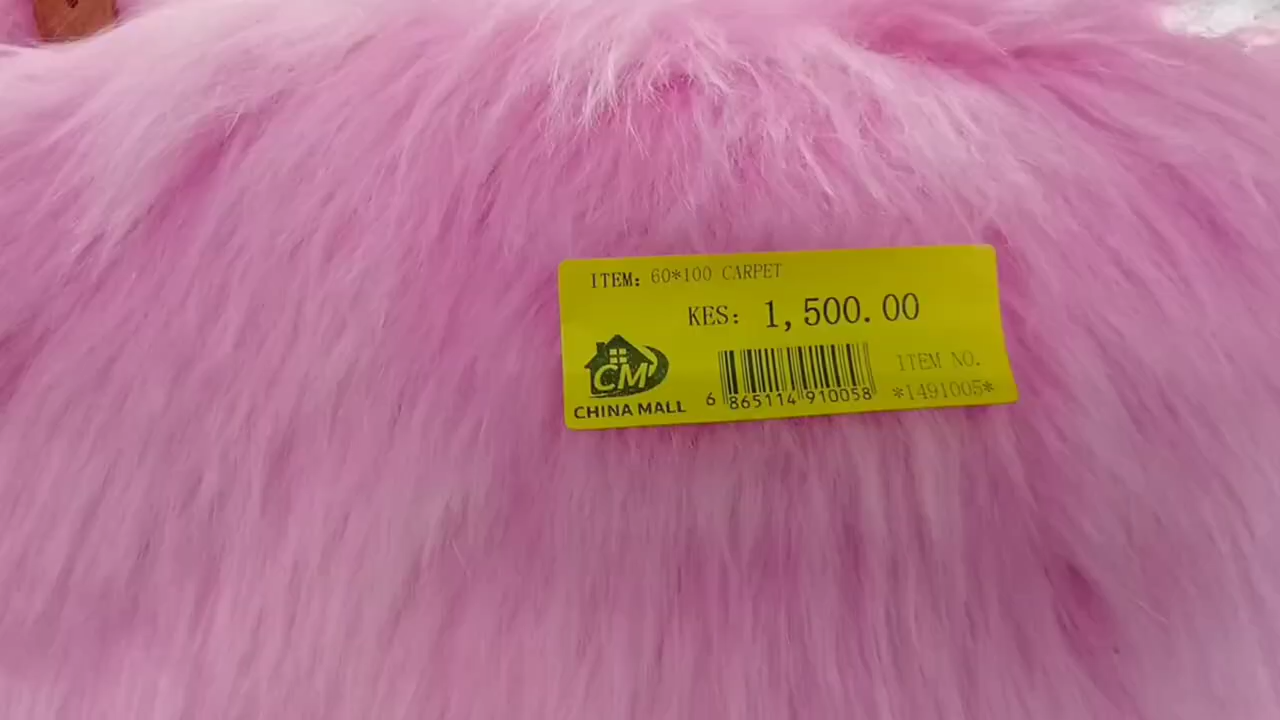 ITEM: 60*100 CARPET
KES: 1,500.00
CM
CHINA MALL
6 865114 910058
ITEM NO.
*1491005*